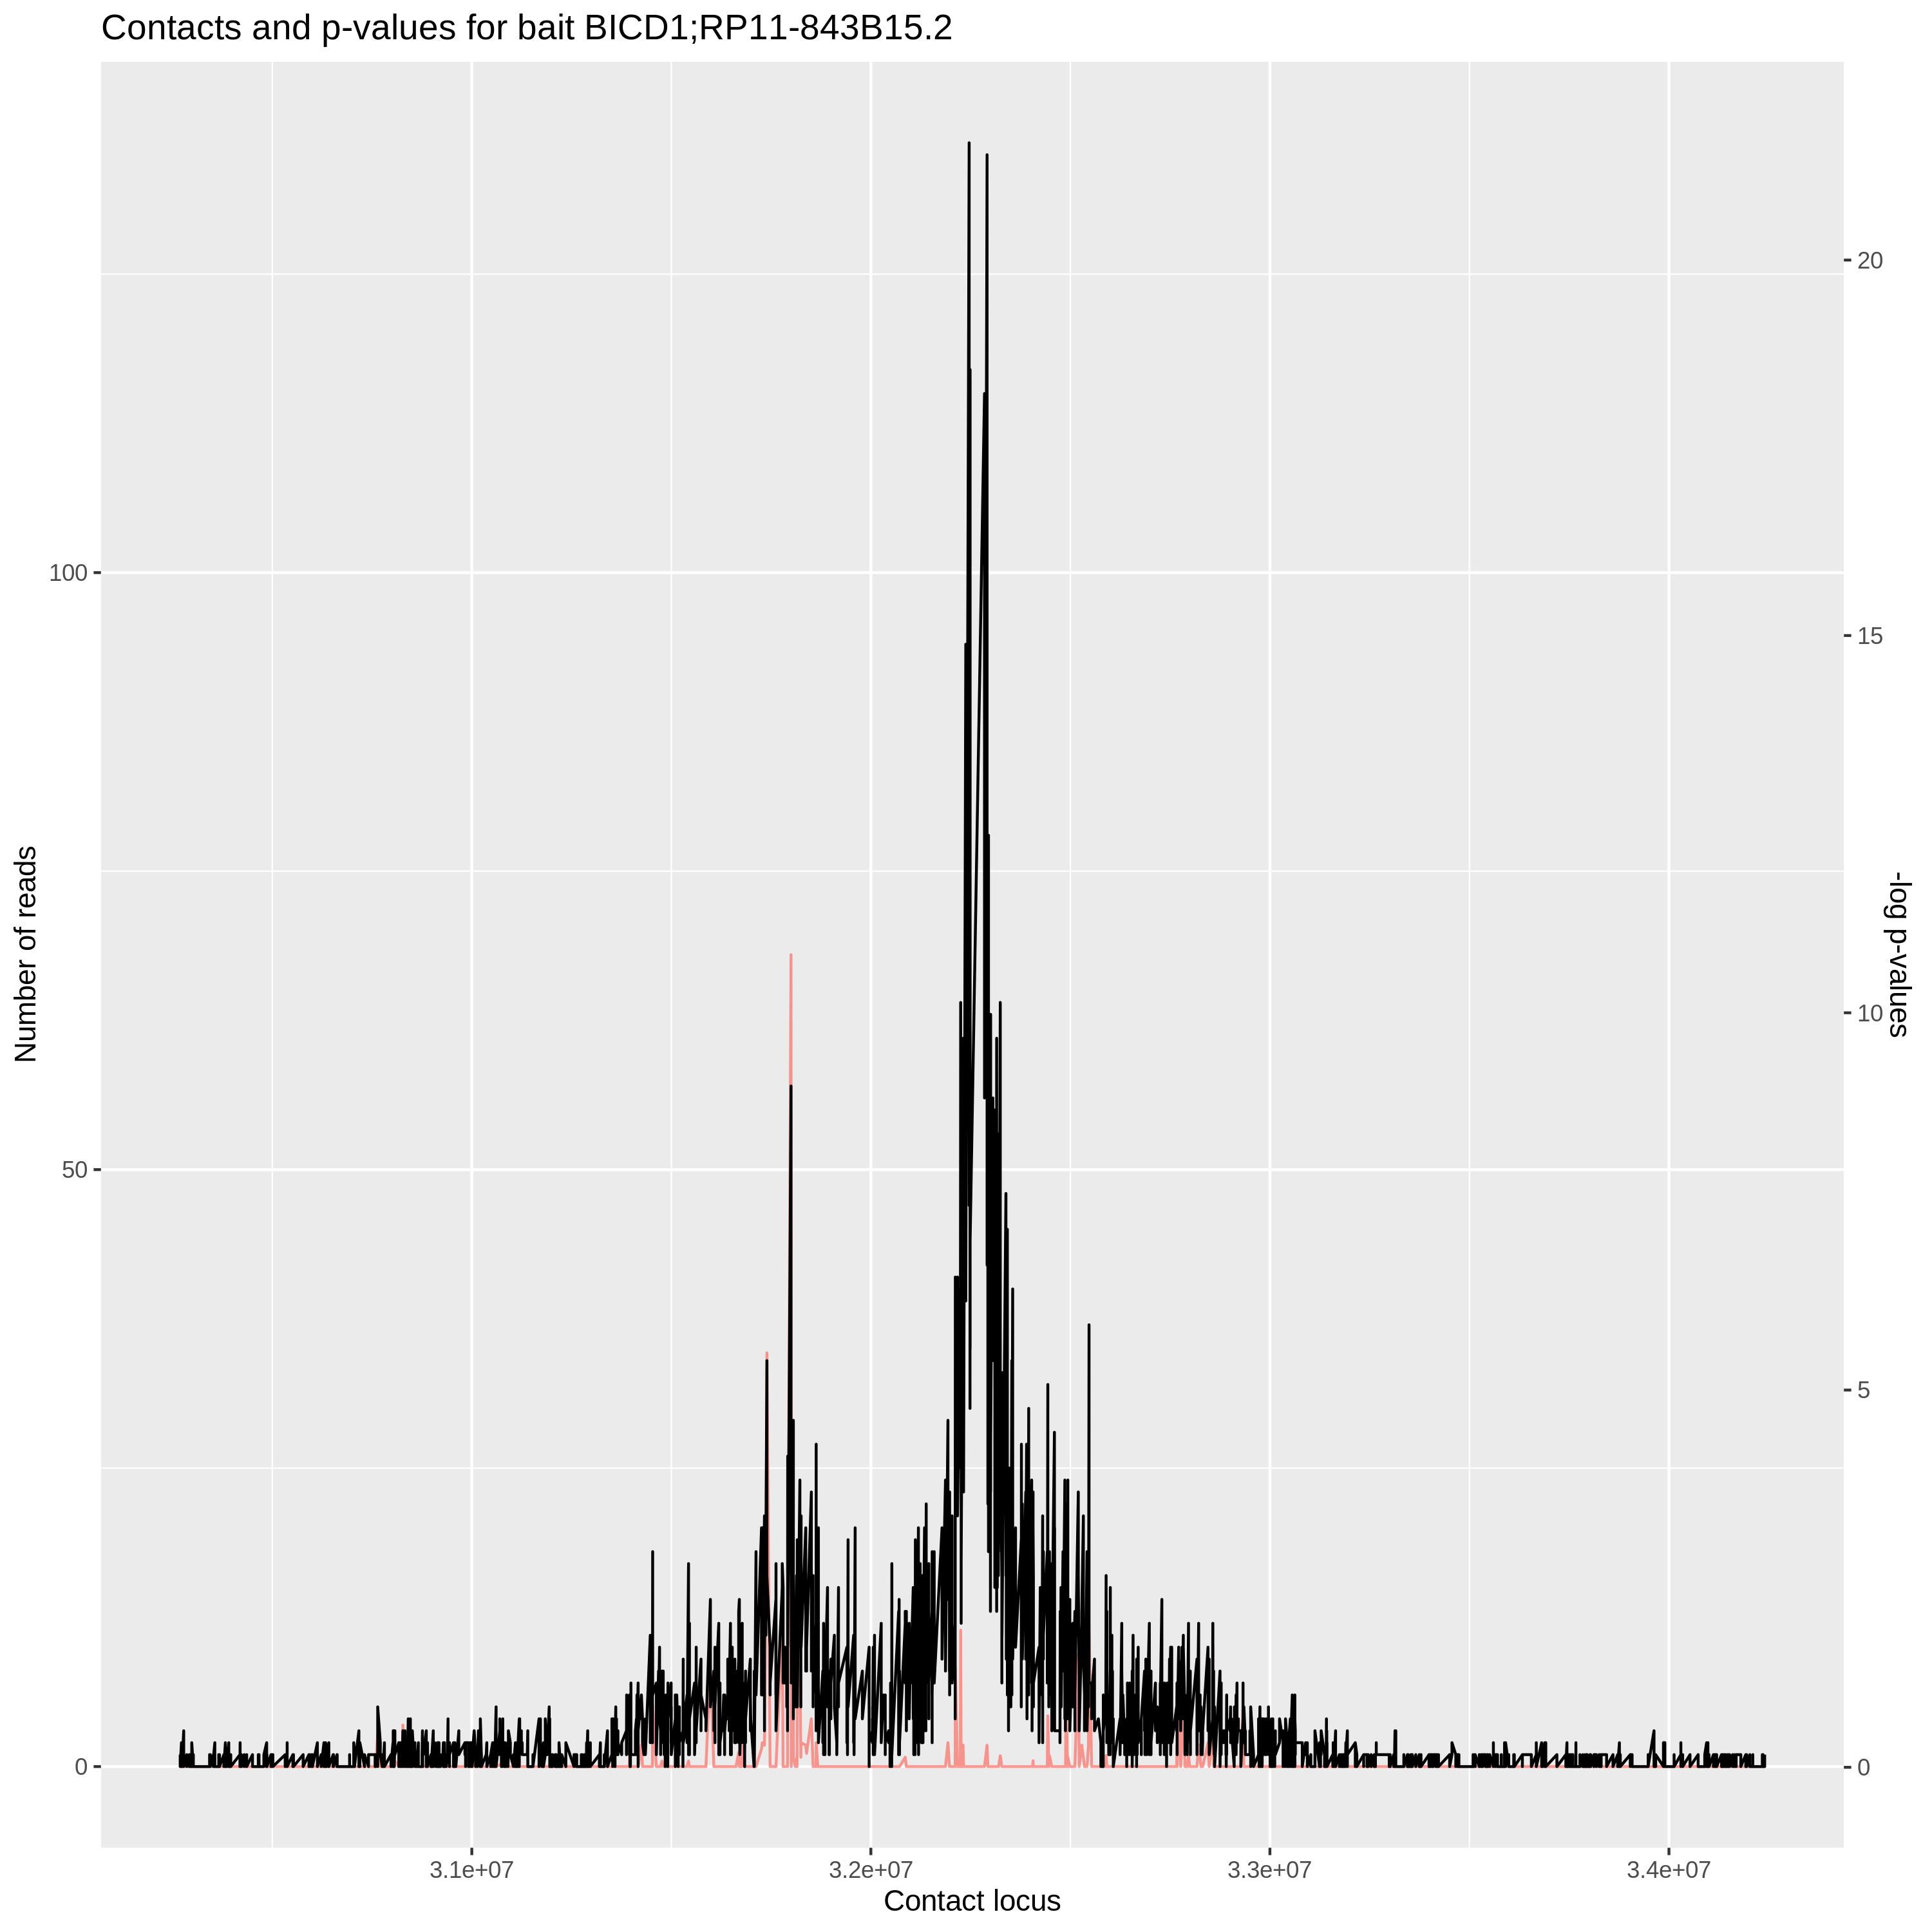 Contacts and p-values for bait BICD1;RP11-843B15.2
Number of reads
100
50
0
20
15
10
5
0
-log p-values
3.1e+07
3.2e+07
3.3e+07
3.4e+07
Contact locus